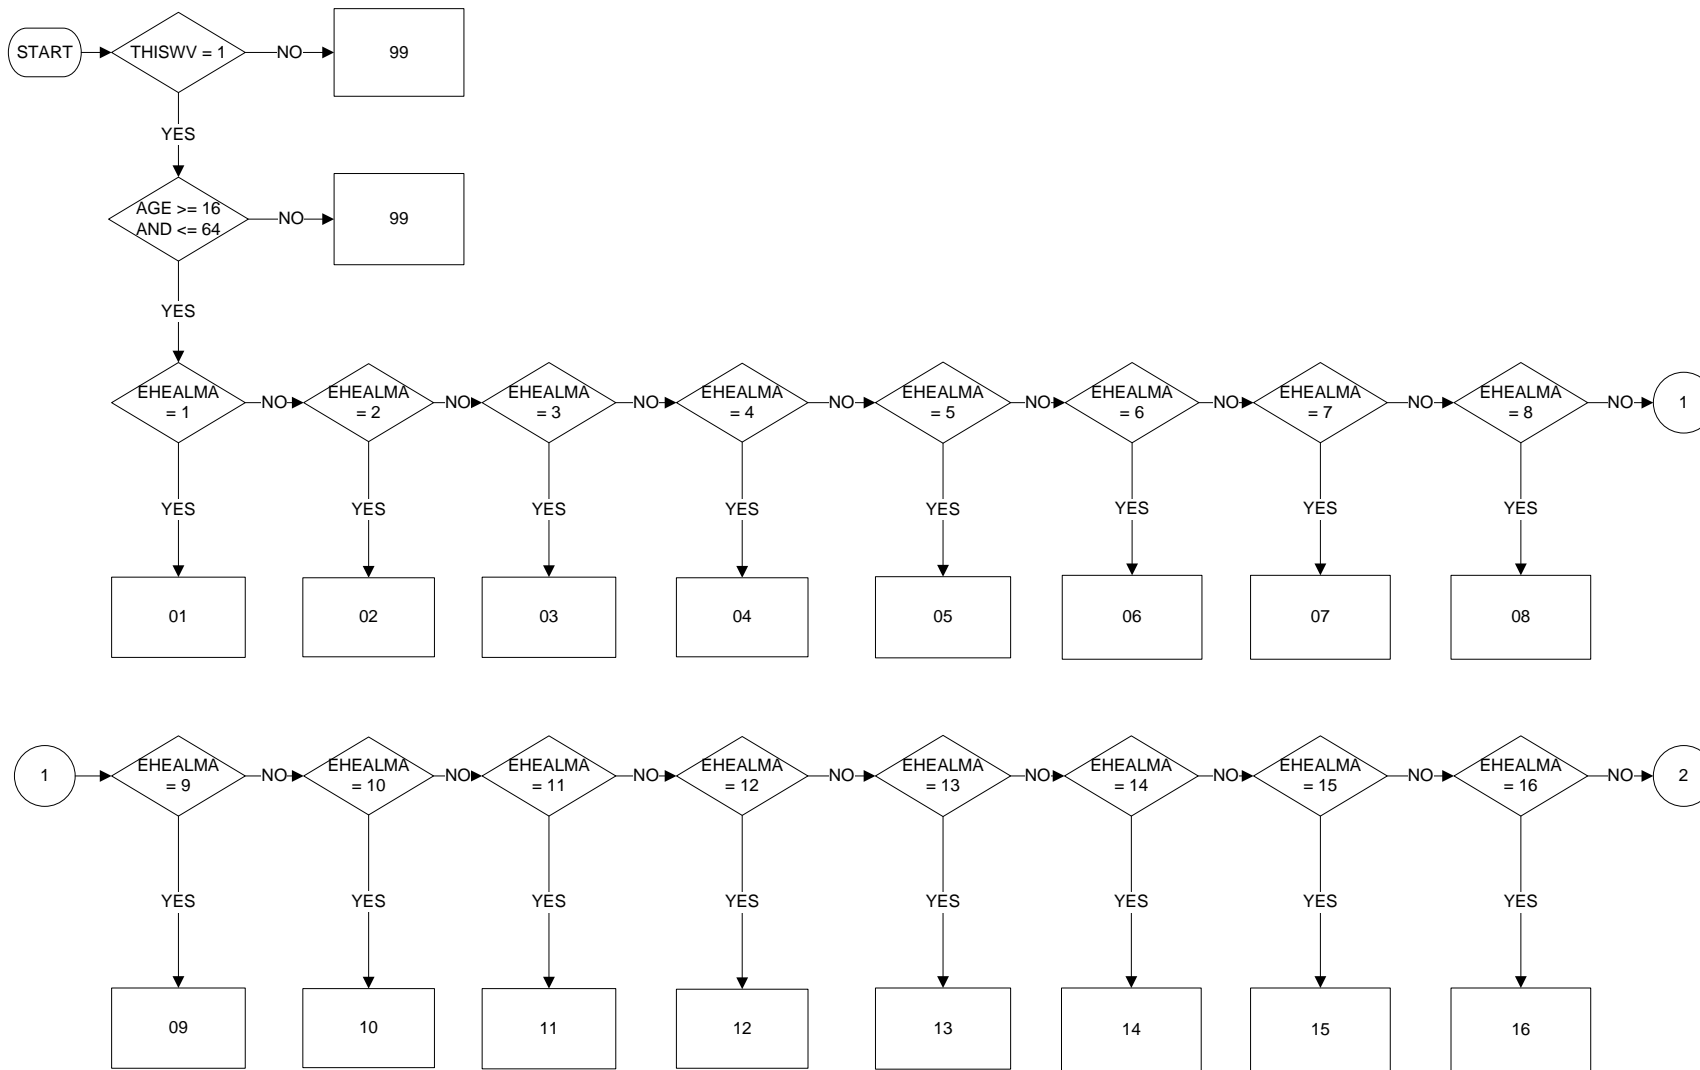 START
THISWV = 1
NO
99
YES
AGE >= 16
AND <= 64
NO
99
YES
EHEALMA
= 1
NO
EHEALMA
= 2
NO
EHEALMA
= 3
NO
EHEALMA
= 4
NO
EHEALMA
= 5
NO
EHEALMA
= 6
NO
EHEALMA
= 7
NO
EHEALMA
= 8
NO
1
YES
YES
YES
YES
YES
YES
YES
YES
01
02
03
04
05
06
07
08
1
EHEALMA
= 9
NO
EHEALMA
= 10
NO
EHEALMA
= 11
NO
EHEALMA
= 12
NO
EHEALMA
= 13
NO
EHEALMA
= 14
NO
EHEALMA
= 15
NO
EHEALMA
= 16
NO
2
YES
YES
YES
YES
YES
YES
YES
YES
09
10
11
12
13
14
15
16